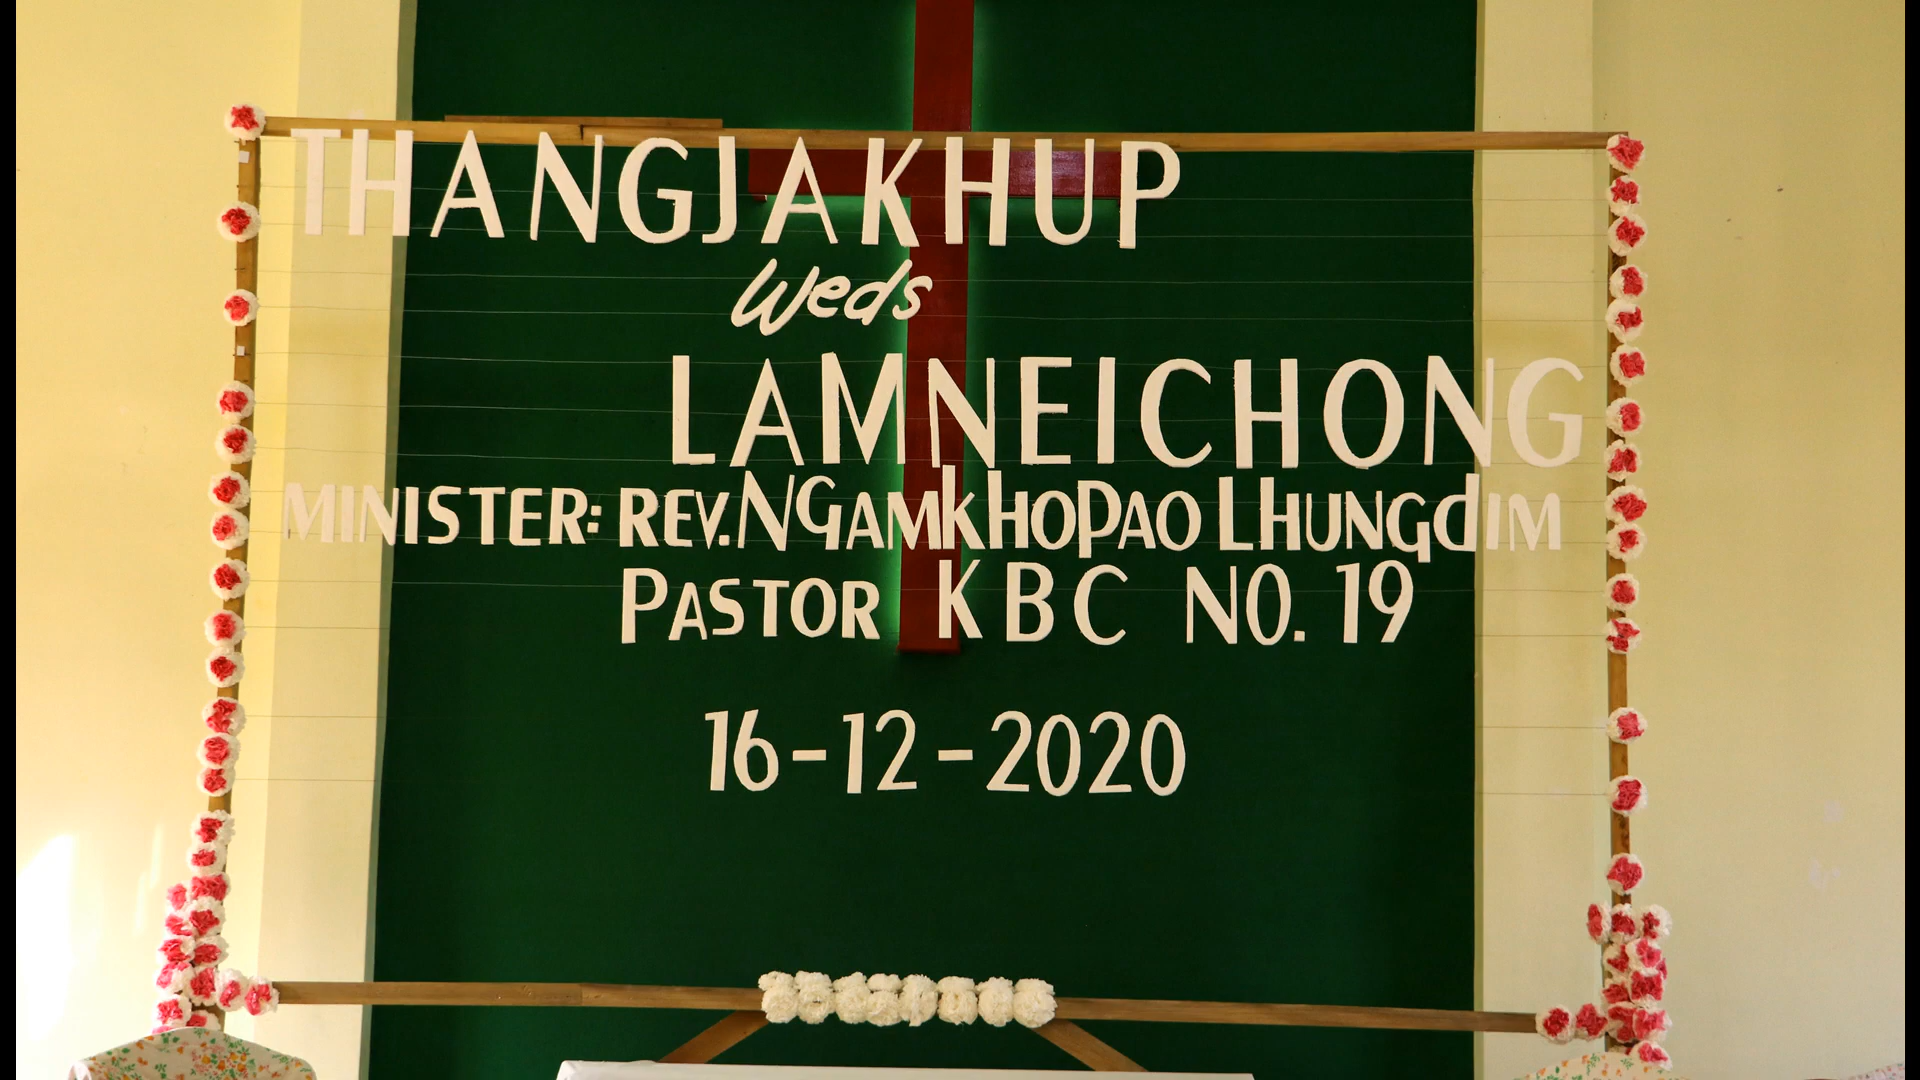 THANGJAKHUP
Weds
LAMNEICHONG
MINISTER: REV. NGAMKHOPAO LHUNGdIM
PASTOR KBC NO. 19
16-12-2020